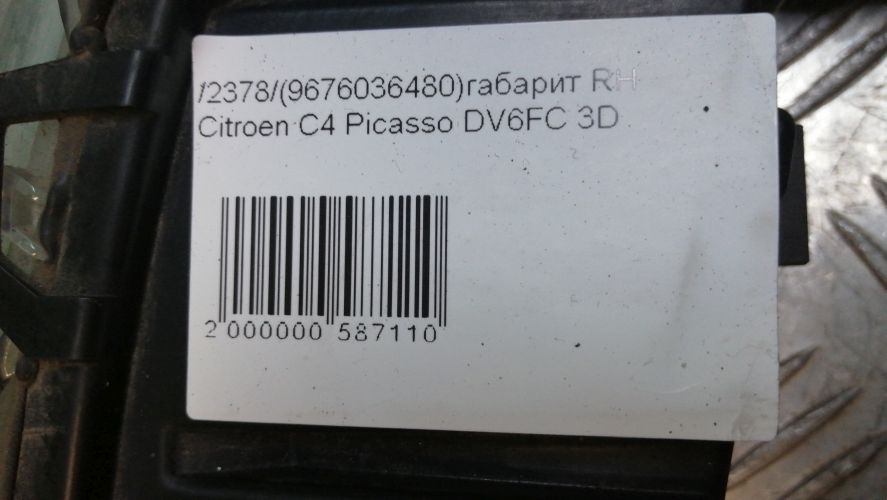 /2378/(9676036480)габарит RH
Citroen C4 Picasso DV6FC 3D
2 000000 587110